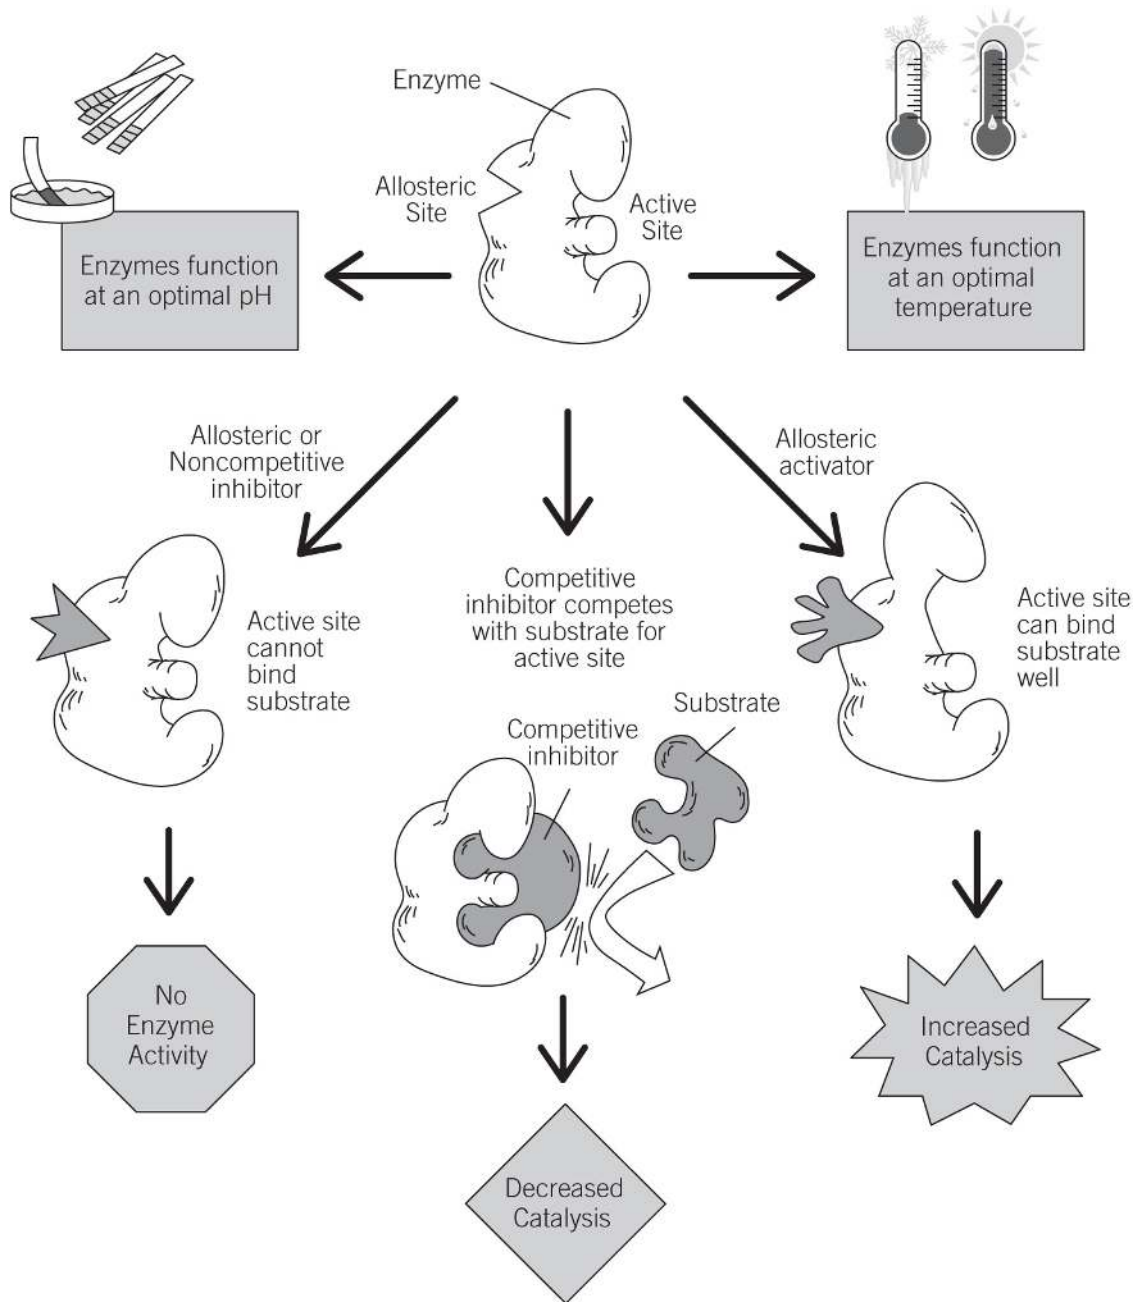 Enzyme
Allosteric
Site
Active
Site
Enzymes function
at an optimal pH
Enzymes function
at an optimal
temperature
Allosteric or
Noncompetitive
inhibitor
Allosteric
activator
Active site
cannot
bind
substrate
Competitive
inhibitor competes
with substrate for
active site
Active site
can bind
substrate
well
Competitive
inhibitor
Substrate
No
Enzyme
Activity
Increased
Catalysis
Decreased
Catalysis